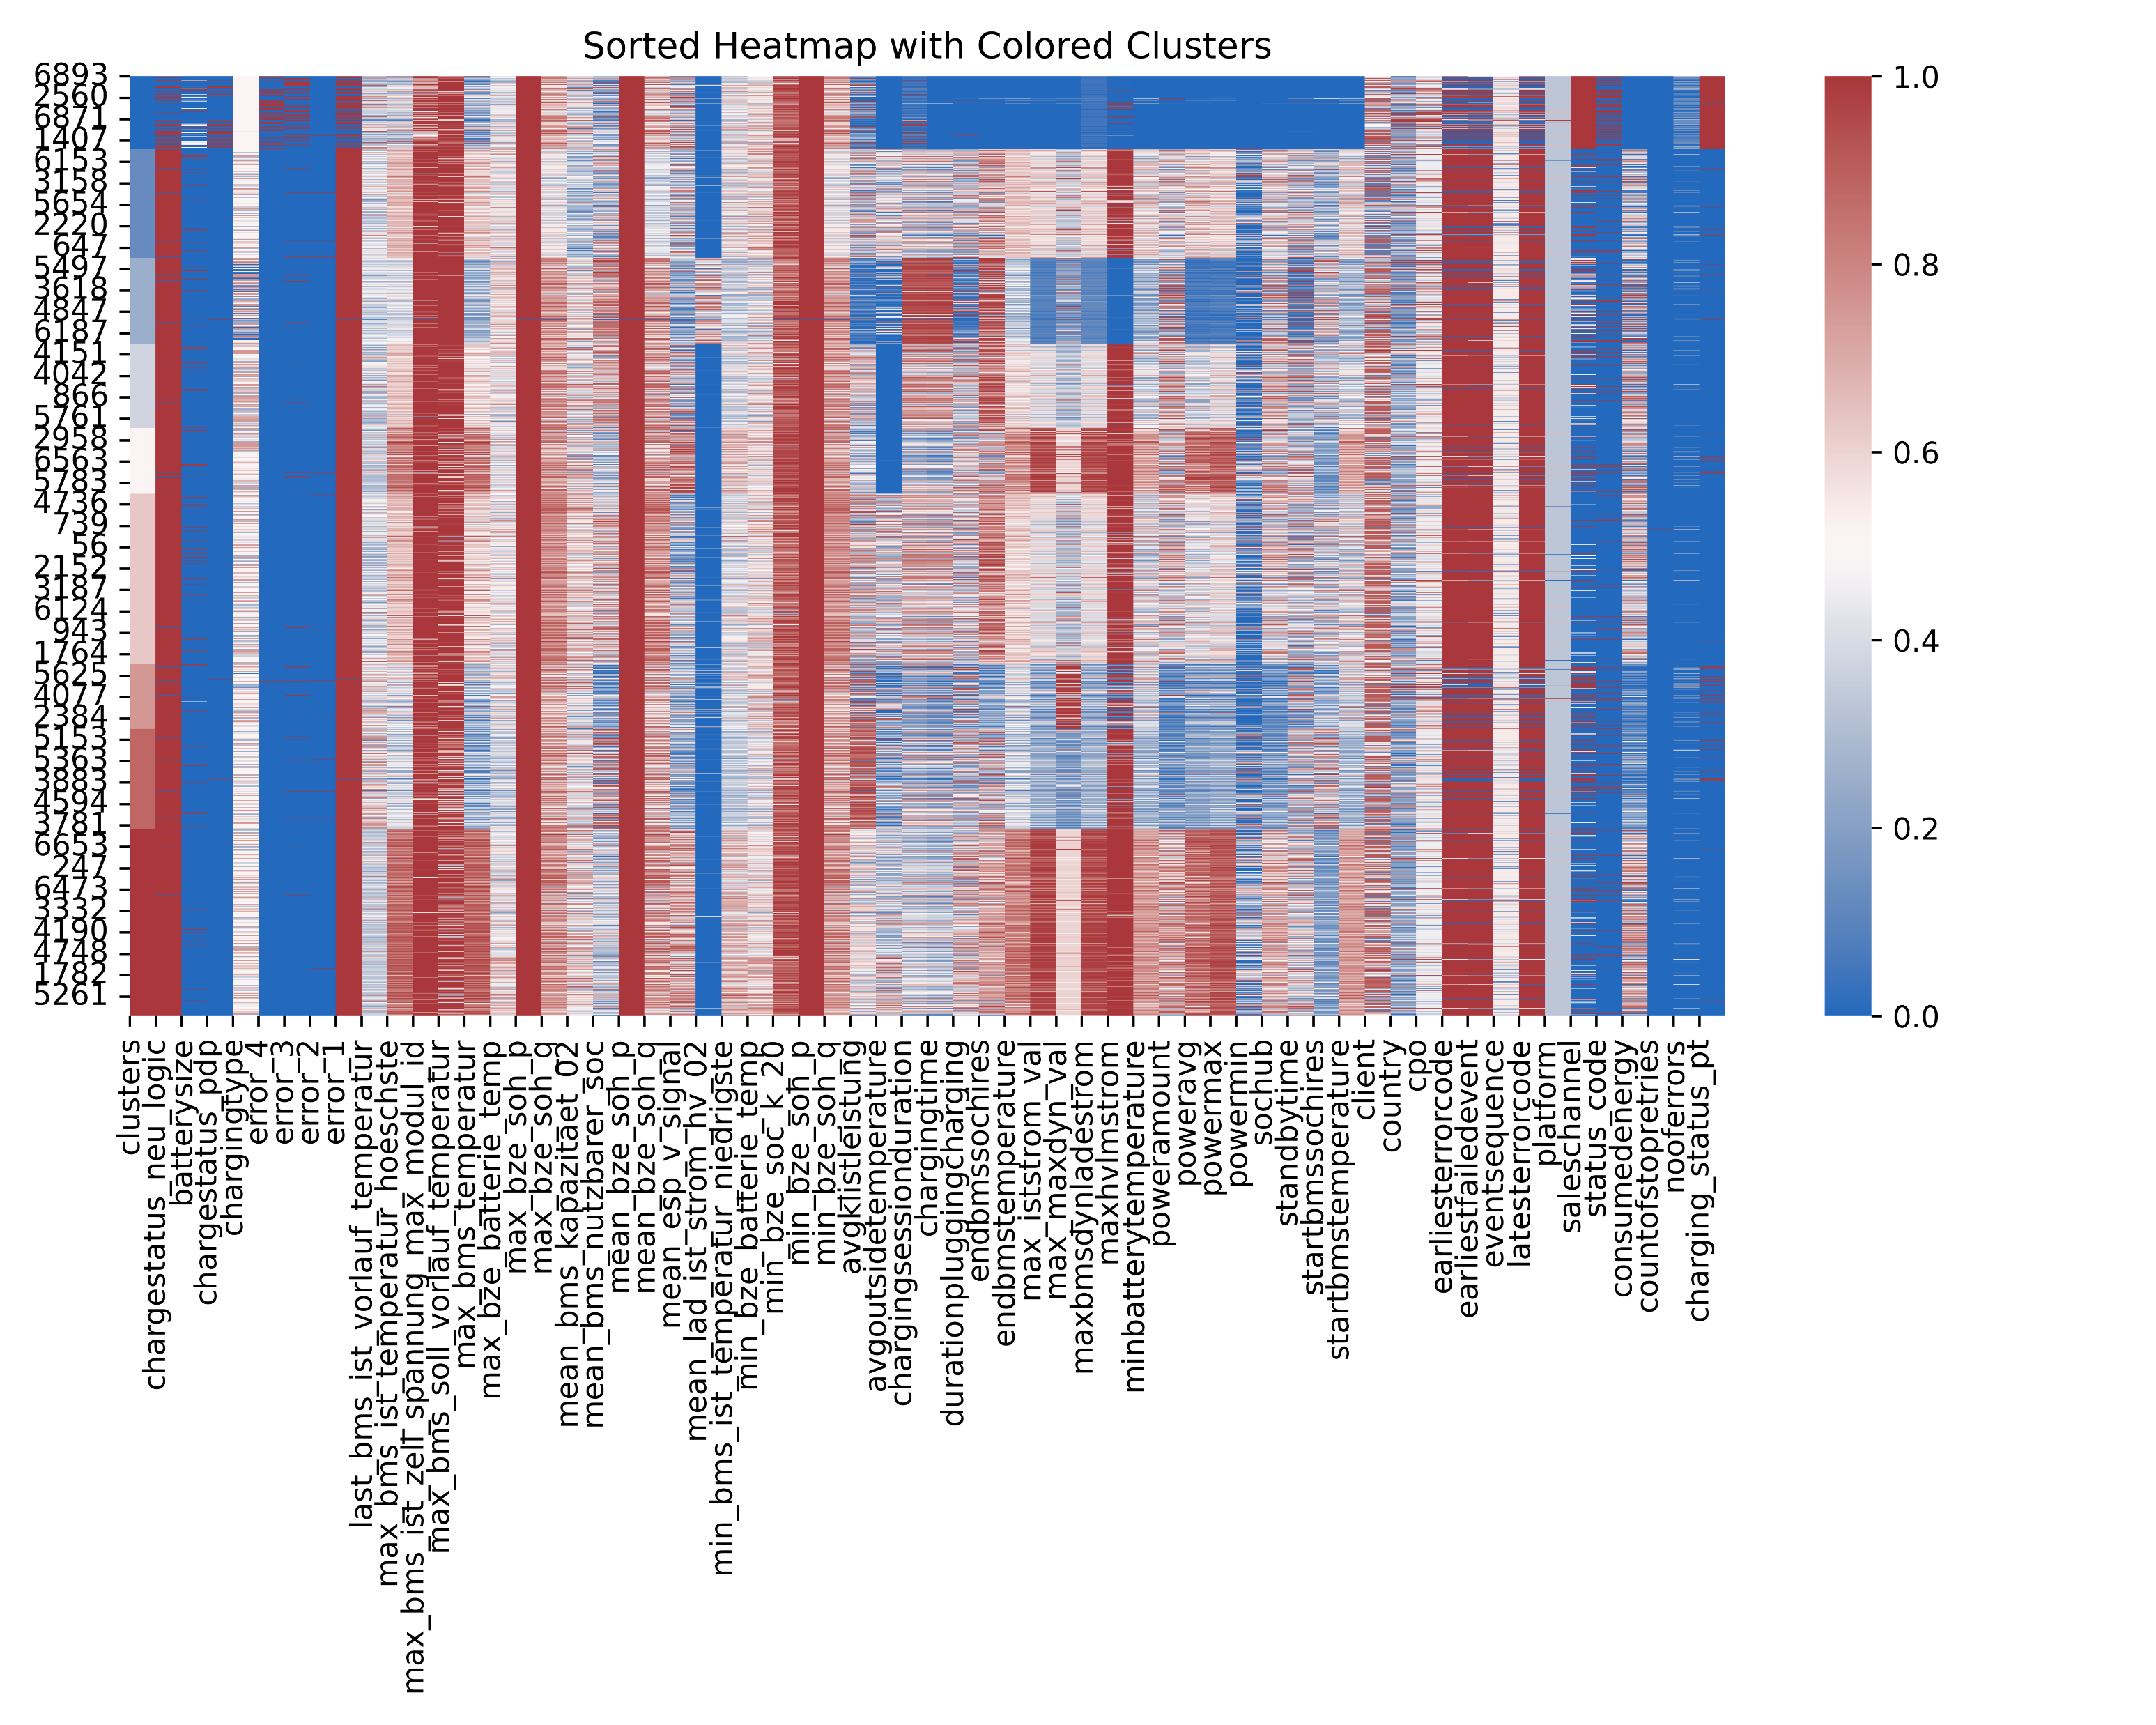 Sorted Heatmap with Colored Clusters
6893
2560
6871
1407
6153
3158
5654
2220
647
5497
3618
4847
6187
4151
4042
866
5761
2958
6563
5783
4736
739
56
2152
3187
6124
943
1764
5625
4077
2384
5153
5363
3883
4594
3781
6653
247
6473
3332
4190
4748
1782
5261
1.0
0.8
0.6
0.4
0.2
0.0
clusters
chargestatus_neu_logic
batterysize
chargestatus_pdp
chargingtype
error_4
error_3
error_2
error_1
last_bms_ist_vorlauf_temperatur
max_bms_ist_temperatur_hoechste
max_bms_ist_zell_spannung_max_modul_id
max_bms_soll_vorlauf_temperatur
max_bms_temperatur
max_bze_batterie_temp
max_bze_soh_p
max_bze_soh_q
mean_bms_kapazitaet_02
mean_bms_nutzbarer_soc
mean_bze_soh_p
mean_bze_soh_q
mean_esp_v_signal
mean_lad_ist_strom_hv_02
min_bms_ist_temperatur_niedrigste
min_bze_batterie_temp
min_bze_soc_k_20
min_bze_soh_p
min_bze_soh_q
avgklistleistung
avgoutsidetemperature
chargingsessionduration
chargingtime
durationpluggingcharging
endbmssochires
endbmstemperature
max_iststrom_val
max_maxdyn_val
maxbmsdynladestrom
maxhvlmstrom
minbatterytemperature
poweramount
poweravg
powermax
powermin
sochub
standbytime
startbmssochires
startbmstemperature
client
country
cpo
earliesterrorcode
earliestfailedevent
eventsequence
latesterrorcode
platform
saleschannel
status_code
consumedenergy
countofstopretries
nooferrors
charging_status_pt